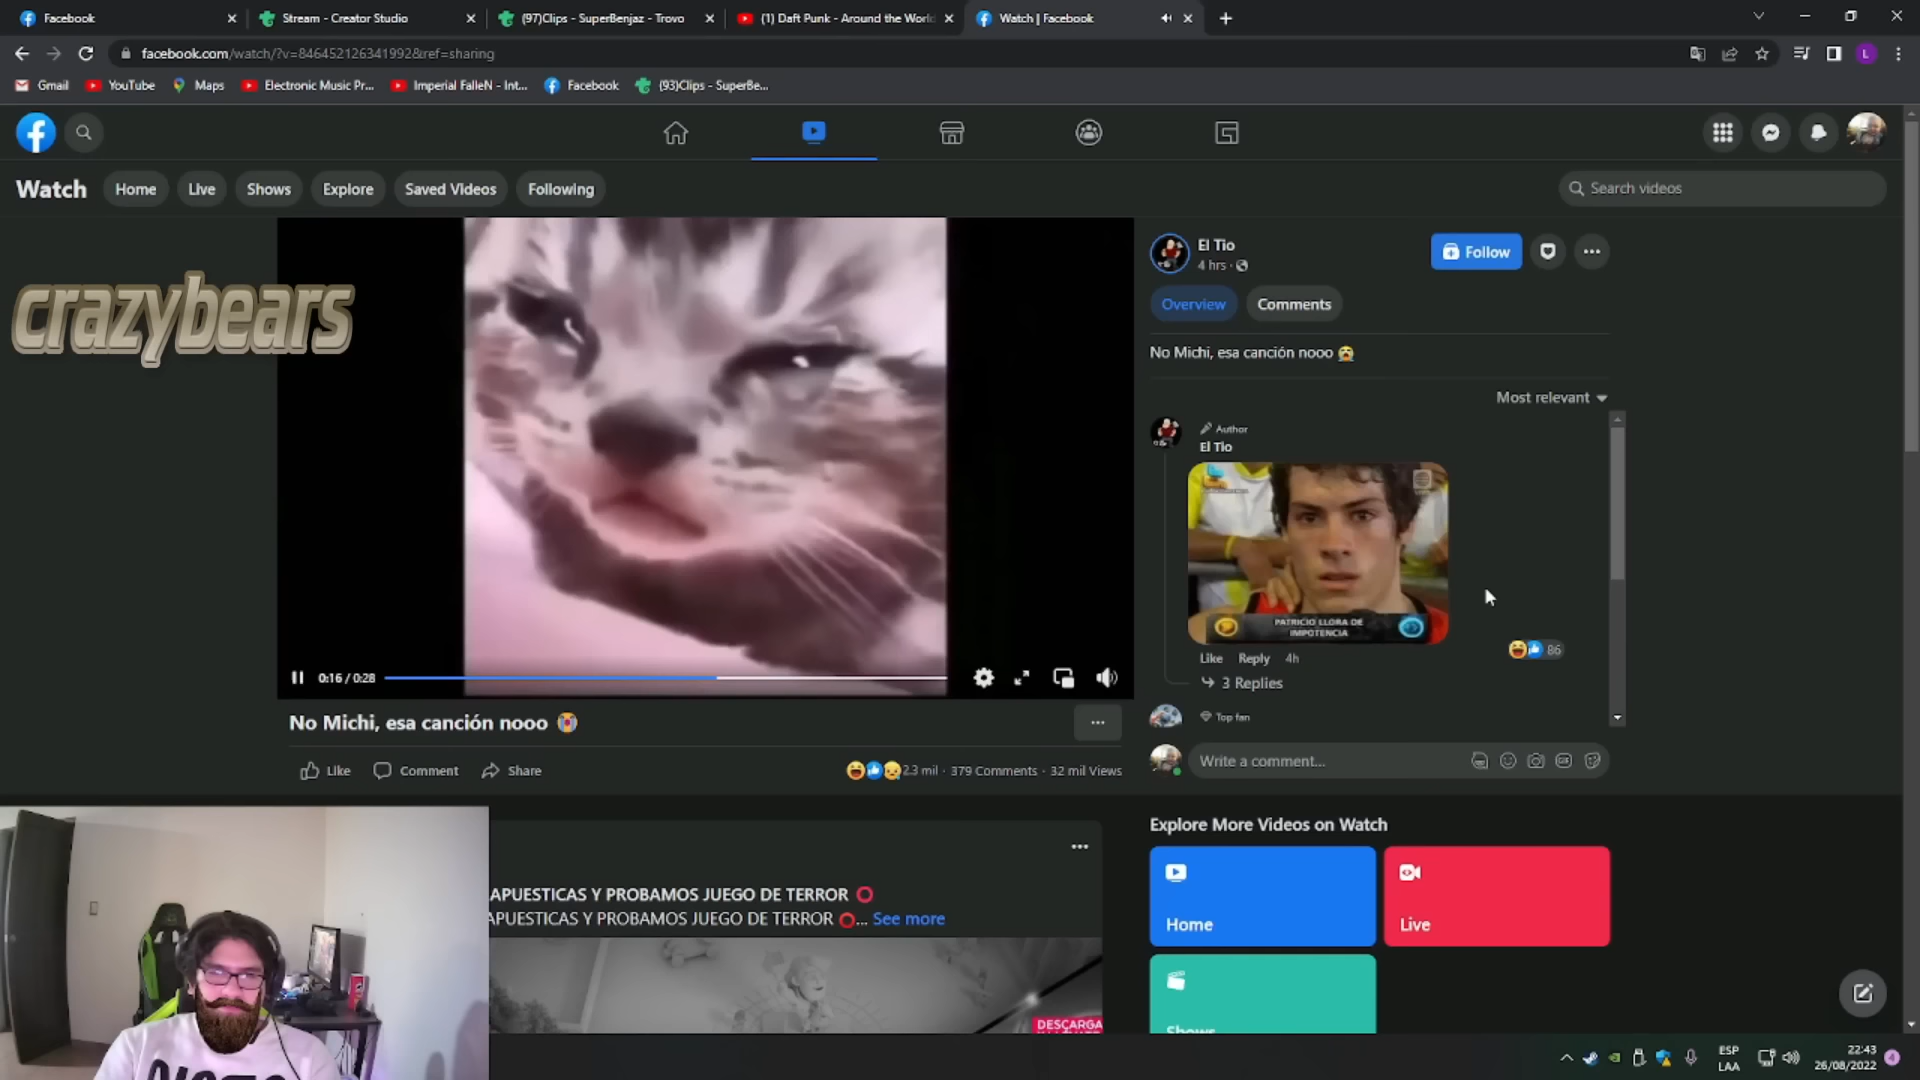 Facebook
Stream - Creator Studio
(97)Clips - SuperBenjaz - Trovo
(1) Daft Punk - Around the World
Watch | Facebook
facebook.com/watch/?v=846452126341992&ref=sharing
L
Gmail
YouTube
Maps
Electronic Music Pr...
Imperial FalleN - Int...
Facebook
(93)Clips - SuperBe...
Watch
Home
Live
Shows
Explore
Saved Videos
Following
Search videos
crazybears
El Tio
4 hrs ·
Follow
Overview
Comments
No Michi, esa canción nooo 😭
Most relevant
Author
El Tio
PATRICIO LLORA DE
IMPOTENCIA
86
Like Reply 4h
3 Replies
Top fan
Write a comment...
0:16 / 0:28
No Michi, esa canción nooo 😭
Like
Comment
Share
2.3 mil · 379 Comments · 32 mil Views
APUESTICAS Y PROBAMOS JUEGO DE TERROR ⭕
APUESTICAS Y PROBAMOS JUEGO DE TERROR ⭕... See more
DESCARGA
Explore More Videos on Watch
Home
Live
Shows
ESP
LAA
22:43
26/08/2022
4